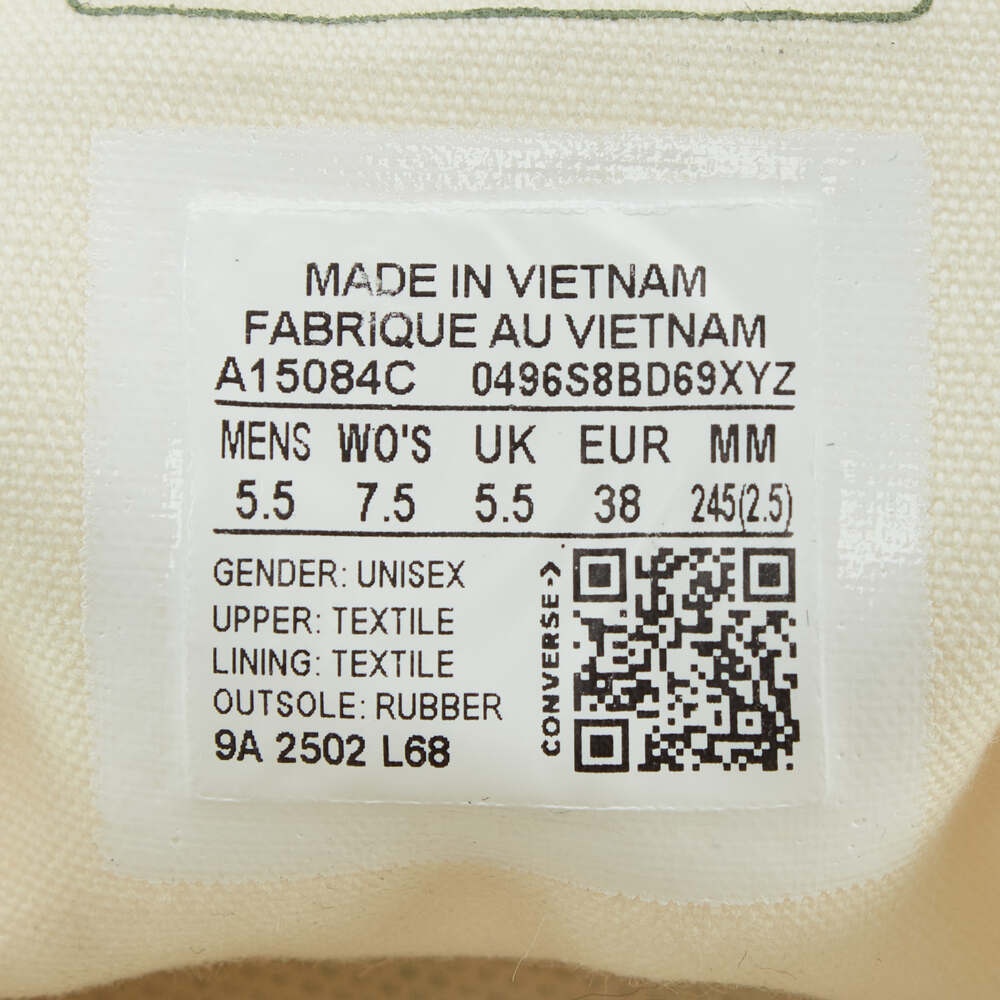 MADE IN VIETNAM
FABRIQUE AU VIETNAM
A15084C 0496S8BD69XYZ
MENS WO'S UK EUR MM
5.5 7.5 5.5 38 245(2.5)
GENDER: UNISEX
UPPER: TEXTILE
LINING: TEXTILE
OUTSOLE: RUBBER
9A 2502 L68
CONVERSE